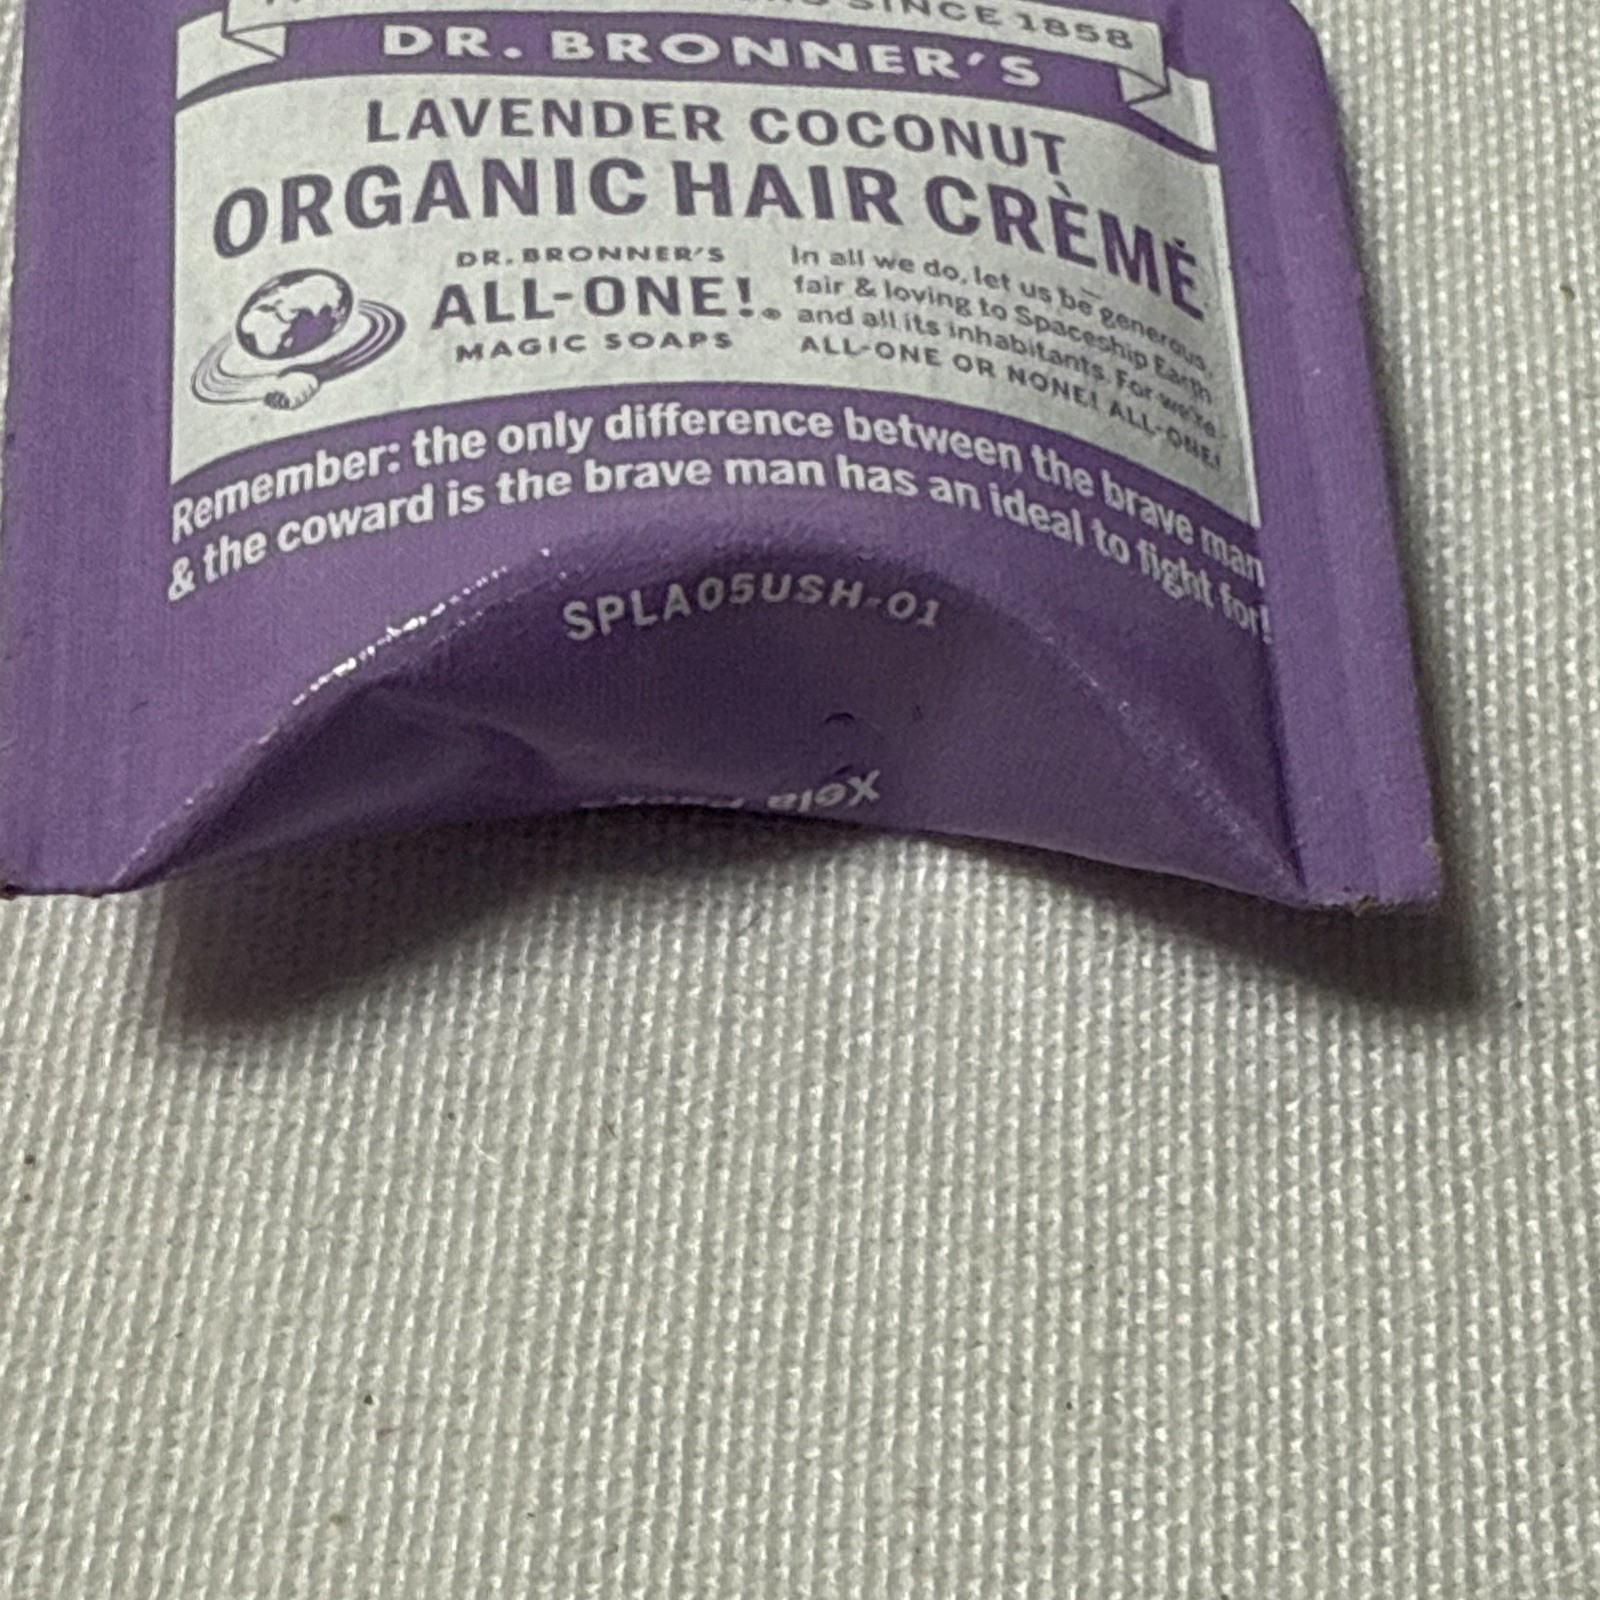 SINCE 1858
DR. BRONNER'S
LAVENDER COCONUT
ORGANIC HAIR CRÈME
DR. BRONNER'S
ALL-ONE!®
MAGIC SOAPS
In all we do, let us be generous,
fair & loving to Spaceship Earth
and all its inhabitants. For we're
ALL-ONE OR NONE! ALL-ONE!
Remember: the only difference between the brave man
& the coward is the brave man has an ideal to fight for!
SPLA05USH-01